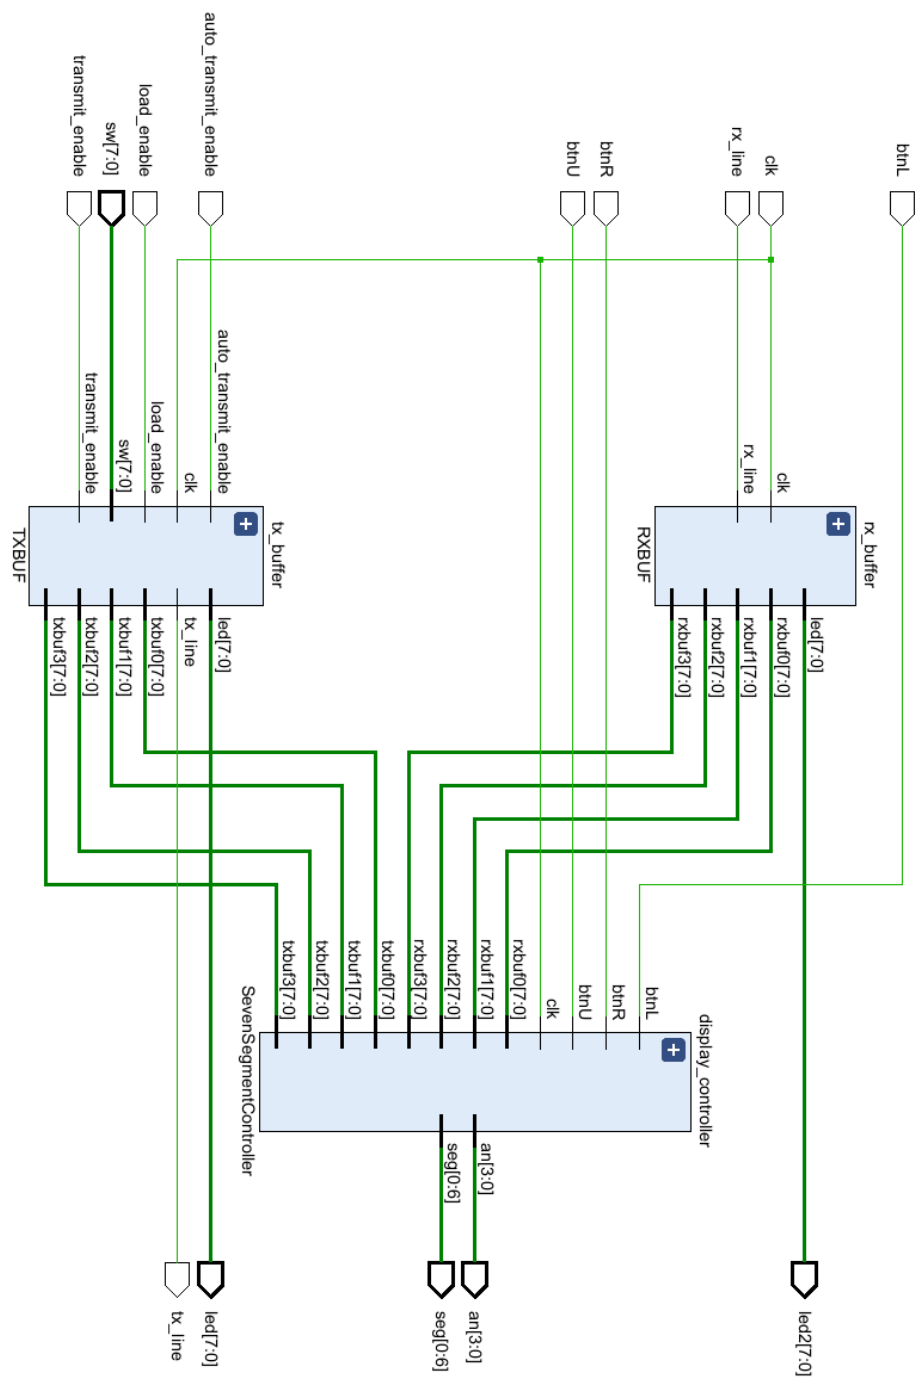 btnL
clk
rx_line
btnR
btnU
auto_transmit_enable
load_enable
sw[7:0]
transmit_enable
rx_buffer
clk
rx_line
led[7:0]
rxbuf0[7:0]
rxbuf1[7:0]
rxbuf2[7:0]
rxbuf3[7:0]
RXBUF
tx_buffer
auto_transmit_enable
clk
load_enable
sw[7:0]
transmit_enable
led[7:0]
tx_line
txbuf0[7:0]
txbuf1[7:0]
txbuf2[7:0]
txbuf3[7:0]
TXBUF
display_controller
btnL
btnR
btnU
clk
rxbuf0[7:0]
rxbuf1[7:0]
rxbuf2[7:0]
rxbuf3[7:0]
txbuf0[7:0]
txbuf1[7:0]
txbuf2[7:0]
txbuf3[7:0]
an[3:0]
seg[0:6]
SevenSegmentController
led2[7:0]
an[3:0]
seg[0:6]
led[7:0]
tx_line